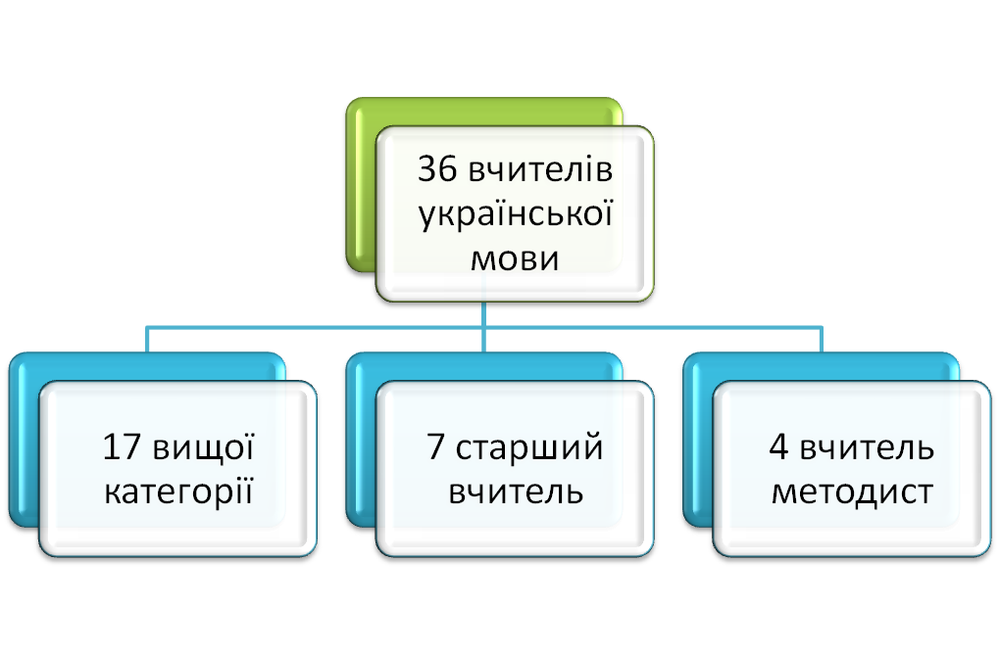 36 вчителів
української
мови
17 вищої
категорії
7 старший
вчитель
4 вчитель
методист